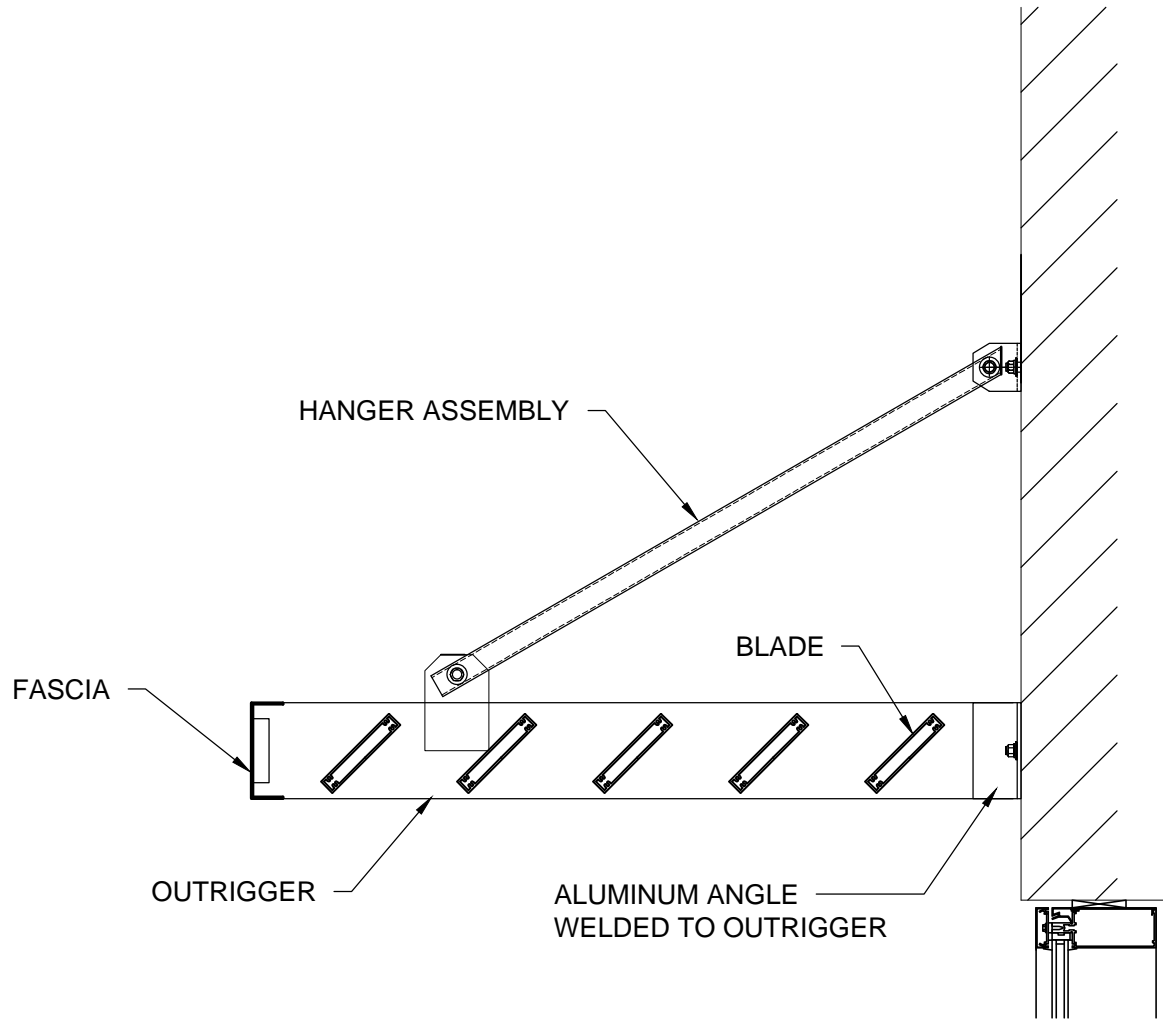 HANGER ASSEMBLY
BLADE
FASCIA
OUTRIGGER
ALUMINUM ANGLE
WELDED TO OUTRIGGER